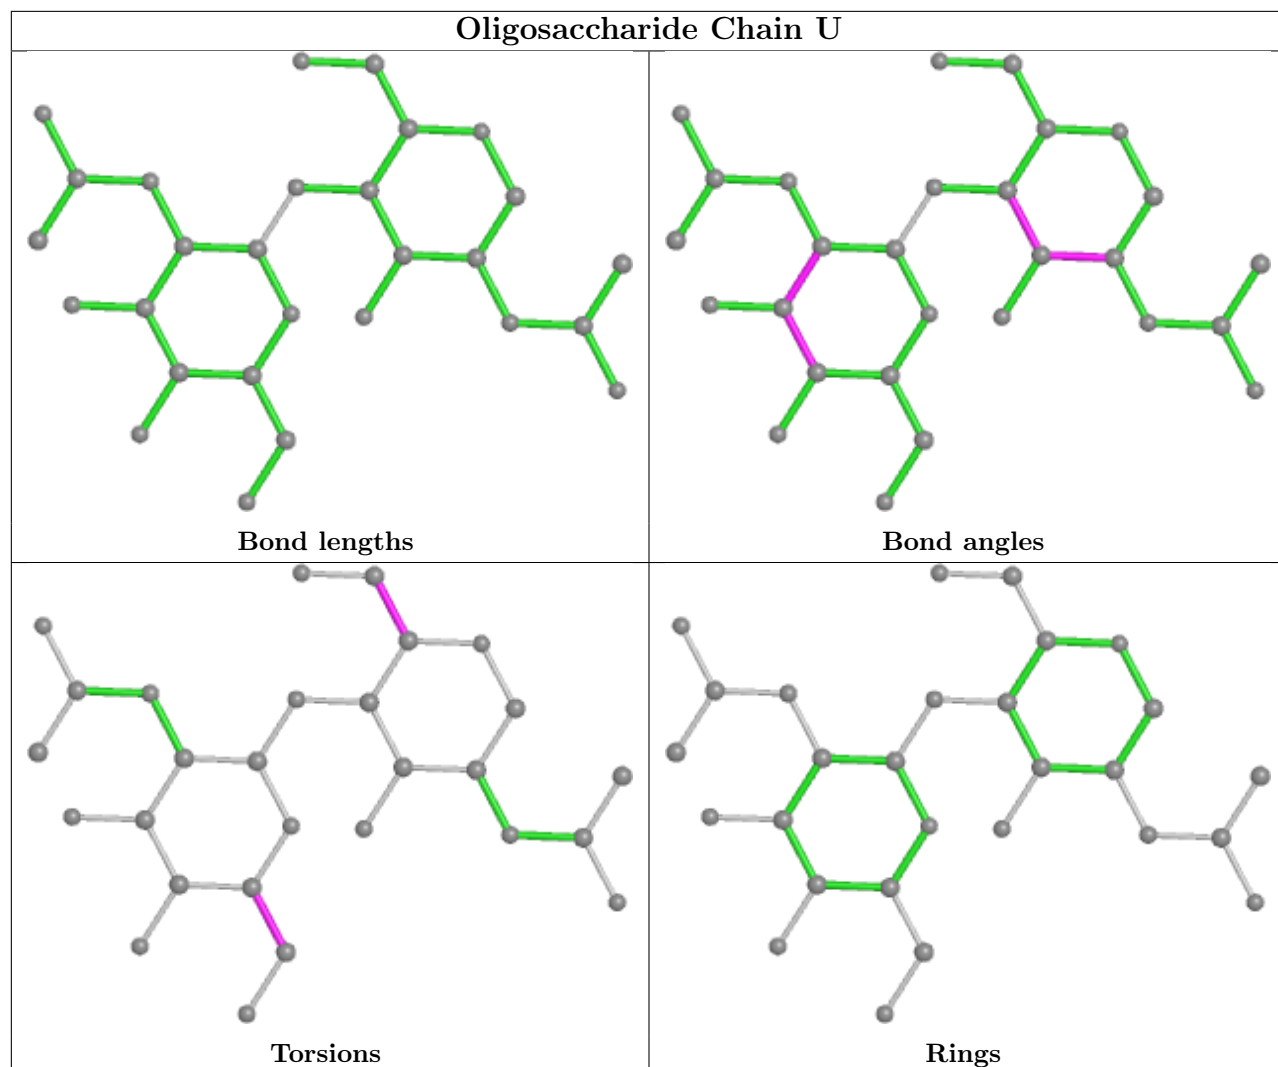 Oligosaccharide Chain U
Bond lengths
Bond angles
Torsions
Rings